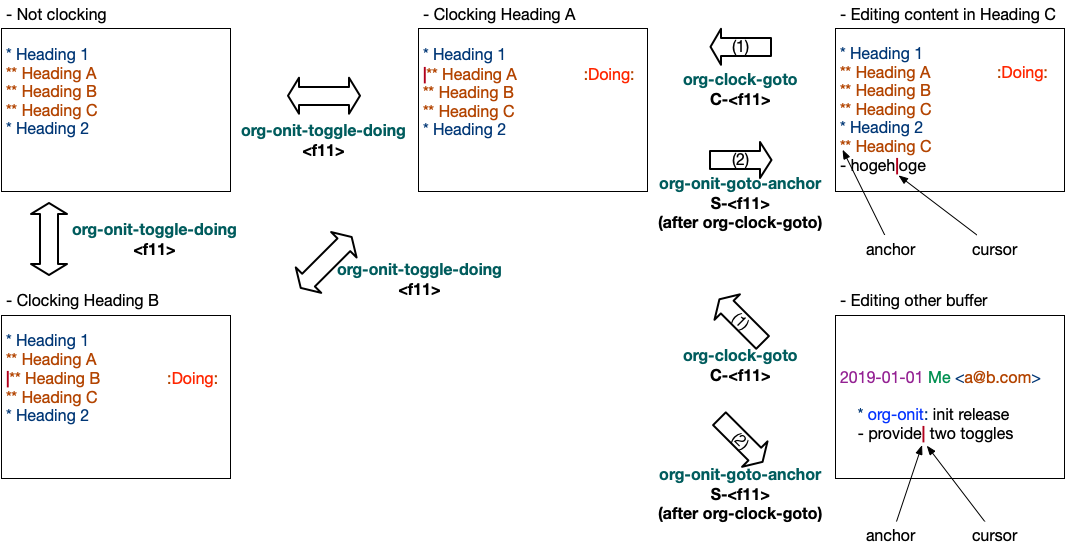 - Not clocking
* Heading 1
** Heading A
** Heading B
** Heading C
* Heading 2
org-onit-toggle-doing
<f11>
- Clocking Heading A
* Heading 1
** Heading A :Doing:
** Heading B
** Heading C
* Heading 2
(1)
org-clock-goto
C-<f11>
(2)
org-onit-goto-anchor
S-<f11>
(after org-clock-goto)
- Editing content in Heading C
* Heading 1
** Heading A :Doing:
** Heading B
** Heading C
* Heading 2
** Heading C
- hogehoge
anchor
cursor
org-onit-toggle-doing
<f11>
org-onit-toggle-doing
<f11>
- Clocking Heading B
* Heading 1
** Heading A
** Heading B :Doing:
** Heading C
* Heading 2
(1)
org-clock-goto
C-<f11>
(2)
org-onit-goto-anchor
S-<f11>
(after org-clock-goto)
- Editing other buffer
2019-01-01 Me <a@b.com>
* org-onit: init release
- provide two toggles
anchor
cursor